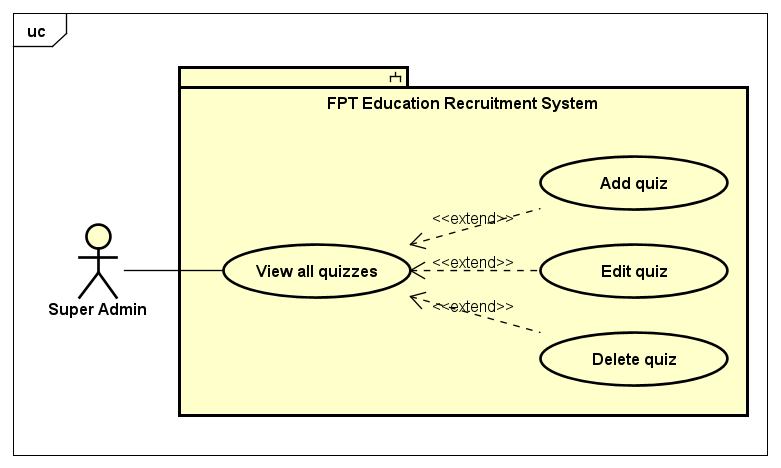 uc
FPT Education Recruitment System
Add quiz
<<extend>>
View all quizzes
<<extend>>
Edit quiz
<<extend>>
Super Admin
Delete quiz